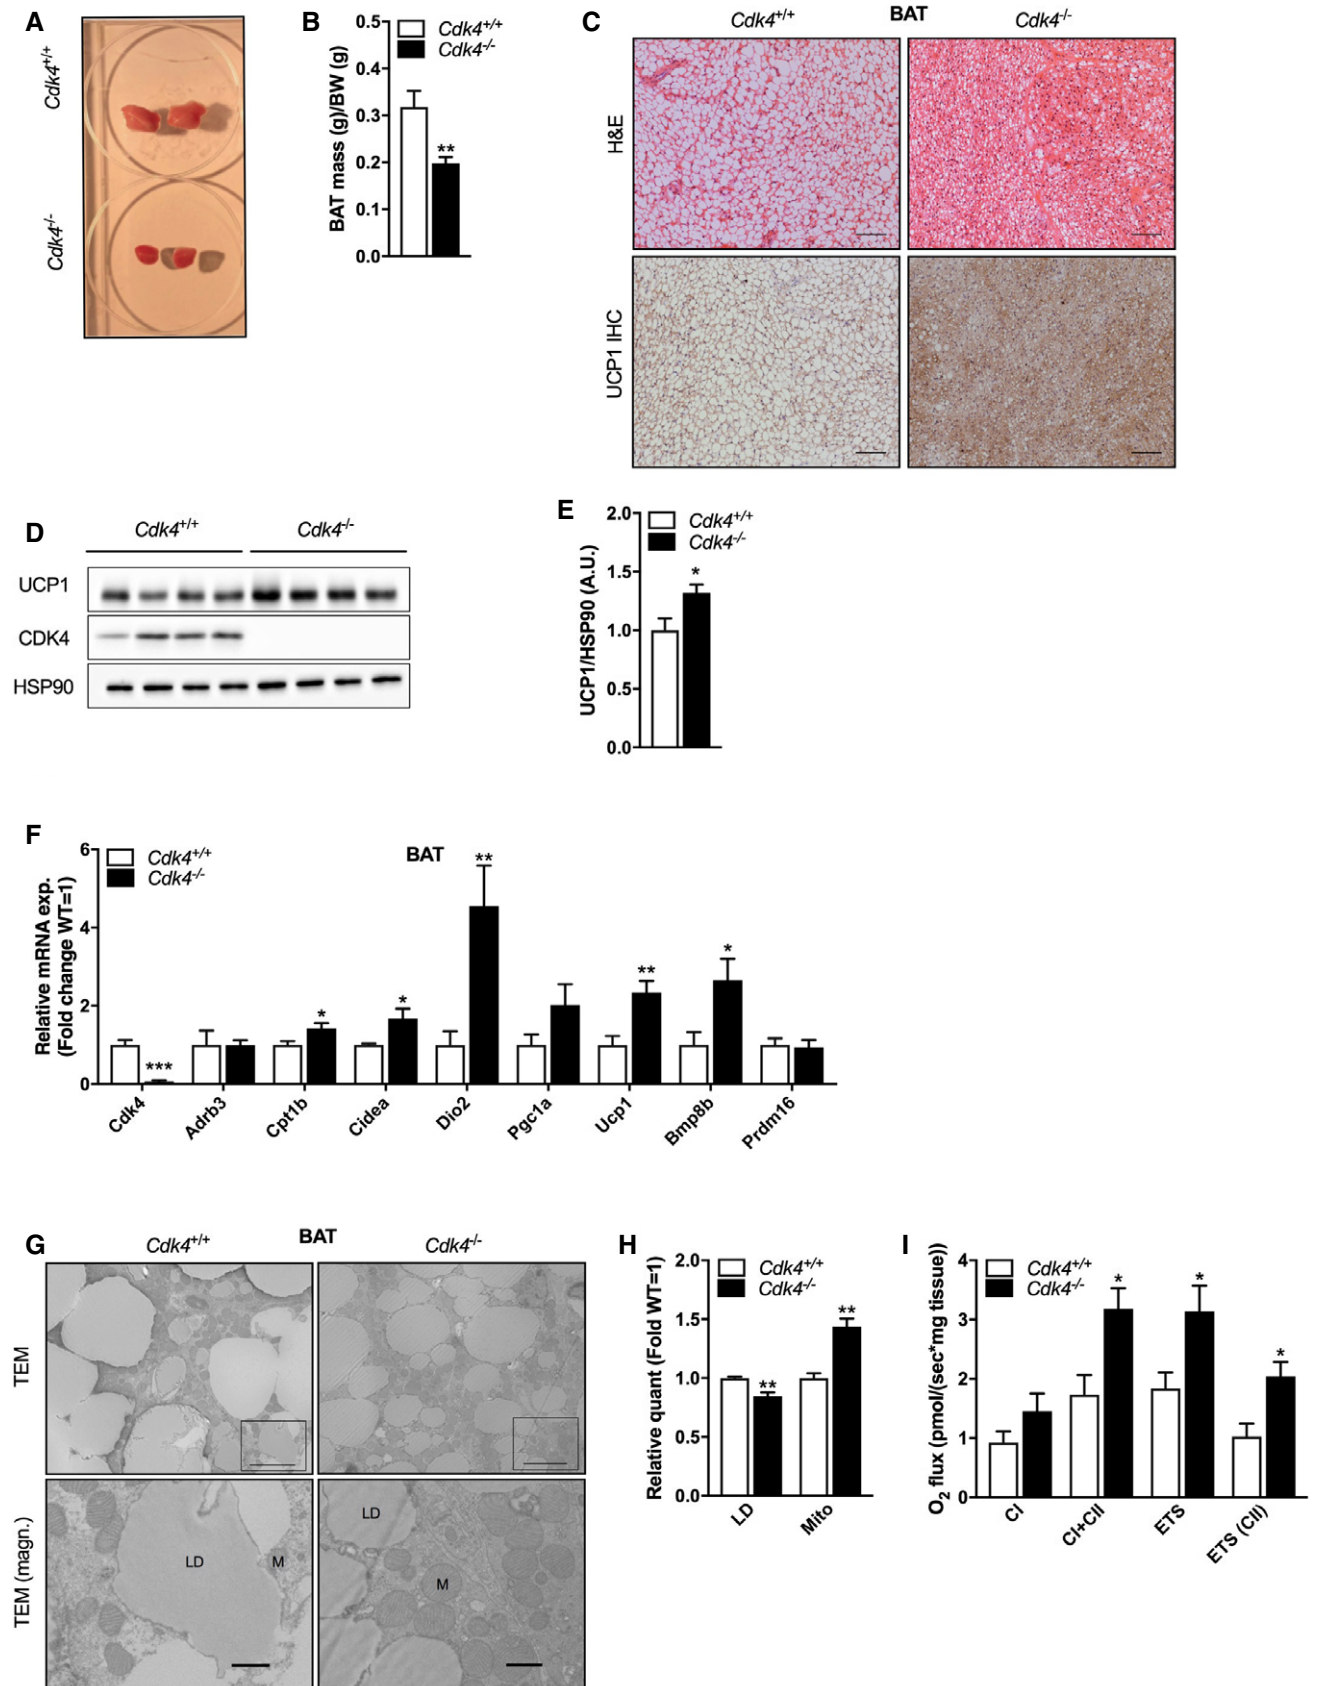 A
Cdk4+/+
Cdk4-/-
B
BAT mass (g)/BW (g)
0.5
0.4
0.3
0.2
0.1
0.0
Cdk4+/+
Cdk4-/-
**
C
BAT
Cdk4+/+
Cdk4-/-
H&E
UCP1 IHC
D
Cdk4+/+
Cdk4-/-
UCP1
CDK4
HSP90
E
UCP1/HSP90 (A.U.)
2.0
1.5
1.0
0.5
0.0
Cdk4+/+
Cdk4-/-
*
F
BAT
Relative mRNA exp.
(Fold change WT=1)
6
4
2
0
Cdk4+/+
Cdk4-/-
***
*
*
**
**
*
Cdk4
Adrb3
Cpt1b
Cidea
Dio2
Pgc1a
Ucp1
Bmp8b
Prdm16
G
BAT
Cdk4+/+
Cdk4-/-
TEM
TEM (magn.)
LD
M
LD
M
H
Relative quant (Fold WT=1)
2.0
1.5
1.0
0.5
0.0
Cdk4+/+
Cdk4-/-
**
**
LD
Mito
I
O2 flux (pmol/(sec*mg tissue))
4
3
2
1
0
Cdk4+/+
Cdk4-/-
*
*
*
CI
CI+CII
ETS
ETS (CII)